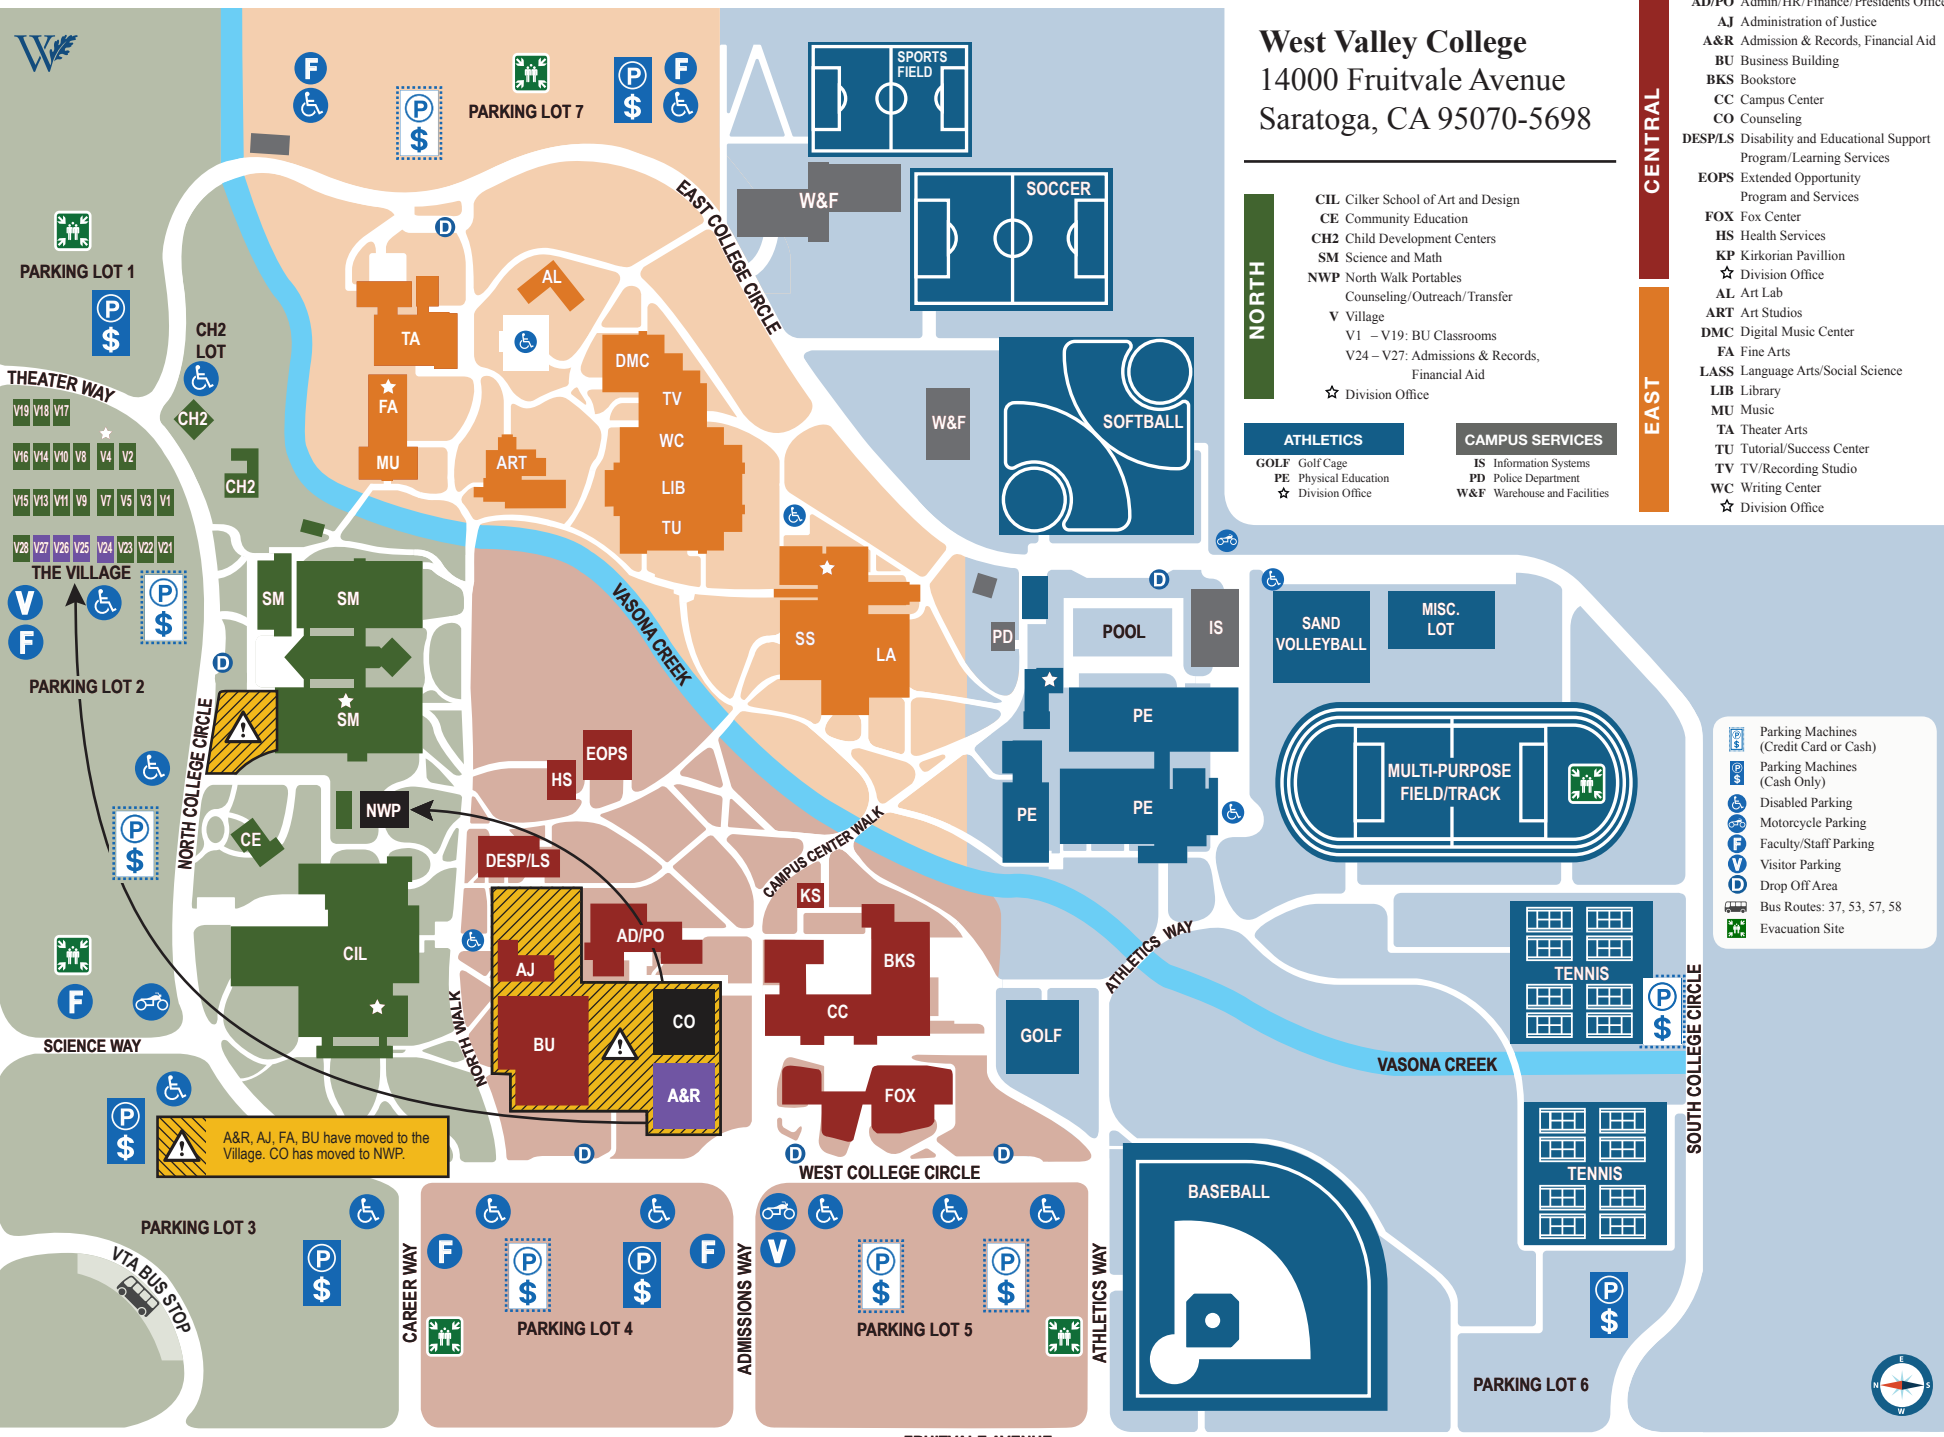 W
West Valley College
14000 Fruitvale Avenue
Saratoga, CA 95070-5698
NORTH
CIL Cilker School of Art and Design
CE Community Education
CH2 Child Development Centers
SM Science and Math
NWP North Walk Portables
Counseling/Outreach/Transfer
V Village
V1 – V19: BU Classrooms
V24 – V27: Admissions & Records,
Financial Aid
Division Office
ATHLETICS
GOLF Golf Cage
PE Physical Education
Division Office
CAMPUS SERVICES
IS Information Systems
PD Police Department
W&F Warehouse and Facilities
CENTRAL
AD/PO Admin/HR/Finance/Presidents Office
AJ Administration of Justice
A&R Admission & Records, Financial Aid
BU Business Building
BKS Bookstore
CC Campus Center
CO Counseling
DESP/LS Disability and Educational Support
Program/Learning Services
EOPS Extended Opportunity
Program and Services
FOX Fox Center
HS Health Services
KP Kirkorian Pavillion
Division Office
EAST
AL Art Lab
ART Art Studios
DMC Digital Music Center
FA Fine Arts
LASS Language Arts/Social Science
LIB Library
MU Music
TA Theater Arts
TU Tutorial/Success Center
TV TV/Recording Studio
WC Writing Center
Division Office
F
P
$
PARKING LOT 7
P
$
F
SPORTS
FIELD
W&F
SOCCER
EAST COLLEGE CIRCLE
PARKING LOT 1
P
$
D
AL
TA
CH2
LOT
THEATER WAY
CH2
CH2
FA
MU
ART
DMC
TV
WC
LIB
TU
W&F
SOFTBALL
V19 V18 V17
V16 V14 V10 V8 V4 V2
V15 V13 V11 V9 V7 V5 V3 V1
V28 V27 V26 V25 V24 V23 V22 V21
THE VILLAGE
V
F
P
$
PARKING LOT 2
D
SM
SM
SM
NORTH COLLEGE CIRCLE
VASONA CREEK
SS
LA
PD
POOL
D
IS
SAND
VOLLEYBALL
MISC.
LOT
PE
PE
PE
MULTI-PURPOSE
FIELD/TRACK
Parking Machines
(Credit Card or Cash)
Parking Machines
(Cash Only)
Disabled Parking
Motorcycle Parking
F Faculty/Staff Parking
V Visitor Parking
D Drop Off Area
Bus Routes: 37, 53, 57, 58
Evacuation Site
EOPS
HS
NWP
P
$
CE
DESP/LS
CAMPUS CENTER WALK
KS
AD/PO
AJ
BKS
CC
CO
BU
A&R
FOX
CIL
F
NORTH WALK
SCIENCE WAY
ATHLETICS WAY
GOLF
TENNIS
P
$
VASONA CREEK
SOUTH COLLEGE CIRCLE
TENNIS
P
$
A&R, AJ, FA, BU have moved to the
Village. CO has moved to NWP.
D
D
D
WEST COLLEGE CIRCLE
PARKING LOT 3
P
$
VTA BUS STOP
CAREER WAY
F
P
$
P
$
F
PARKING LOT 4
ADMISSIONS WAY
V
P
$
P
$
PARKING LOT 5
ATHLETICS WAY
BASEBALL
P
$
PARKING LOT 6
E
N
S
W
FRUITVALE AVENUE